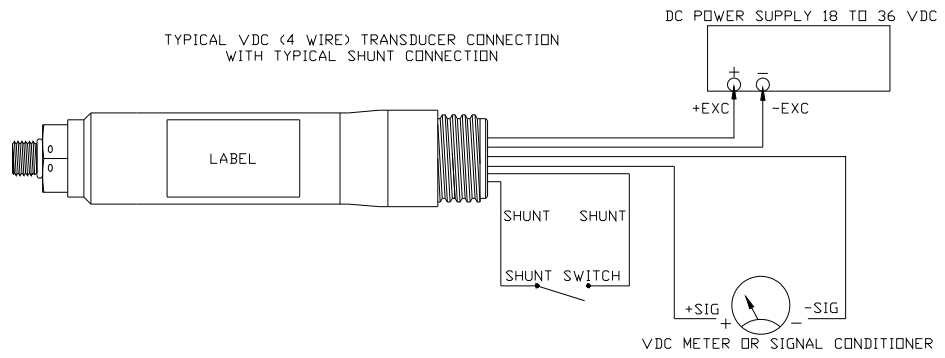 DC POWER SUPPLY 18 TO 36 VDC
TYPICAL VDC (4 WIRE) TRANSDUCER CONNECTION
WITH TYPICAL SHUNT CONNECTION
+ −
+EXC -EXC
LABEL
SHUNT SHUNT
SHUNT SWITCH
+SIG -SIG
+ −
VDC METER OR SIGNAL CONDITIONER